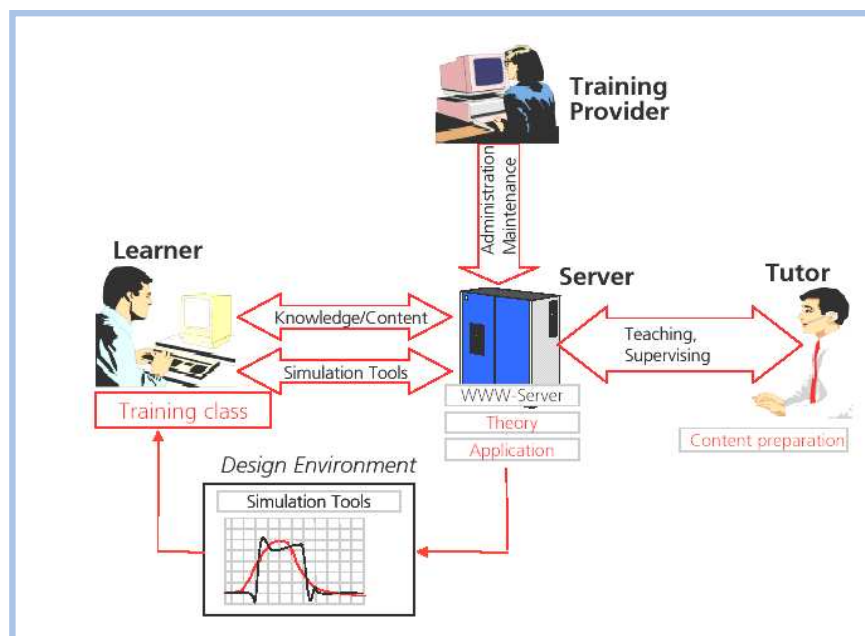 Training
Provider
Administration
Maintenance
Learner
Server
Tutor
Knowledge/Content
Teaching,
Supervising
Simulation Tools
WWW-Server
Training class
Theory
Content preparation
Application
Design Environment
Simulation Tools